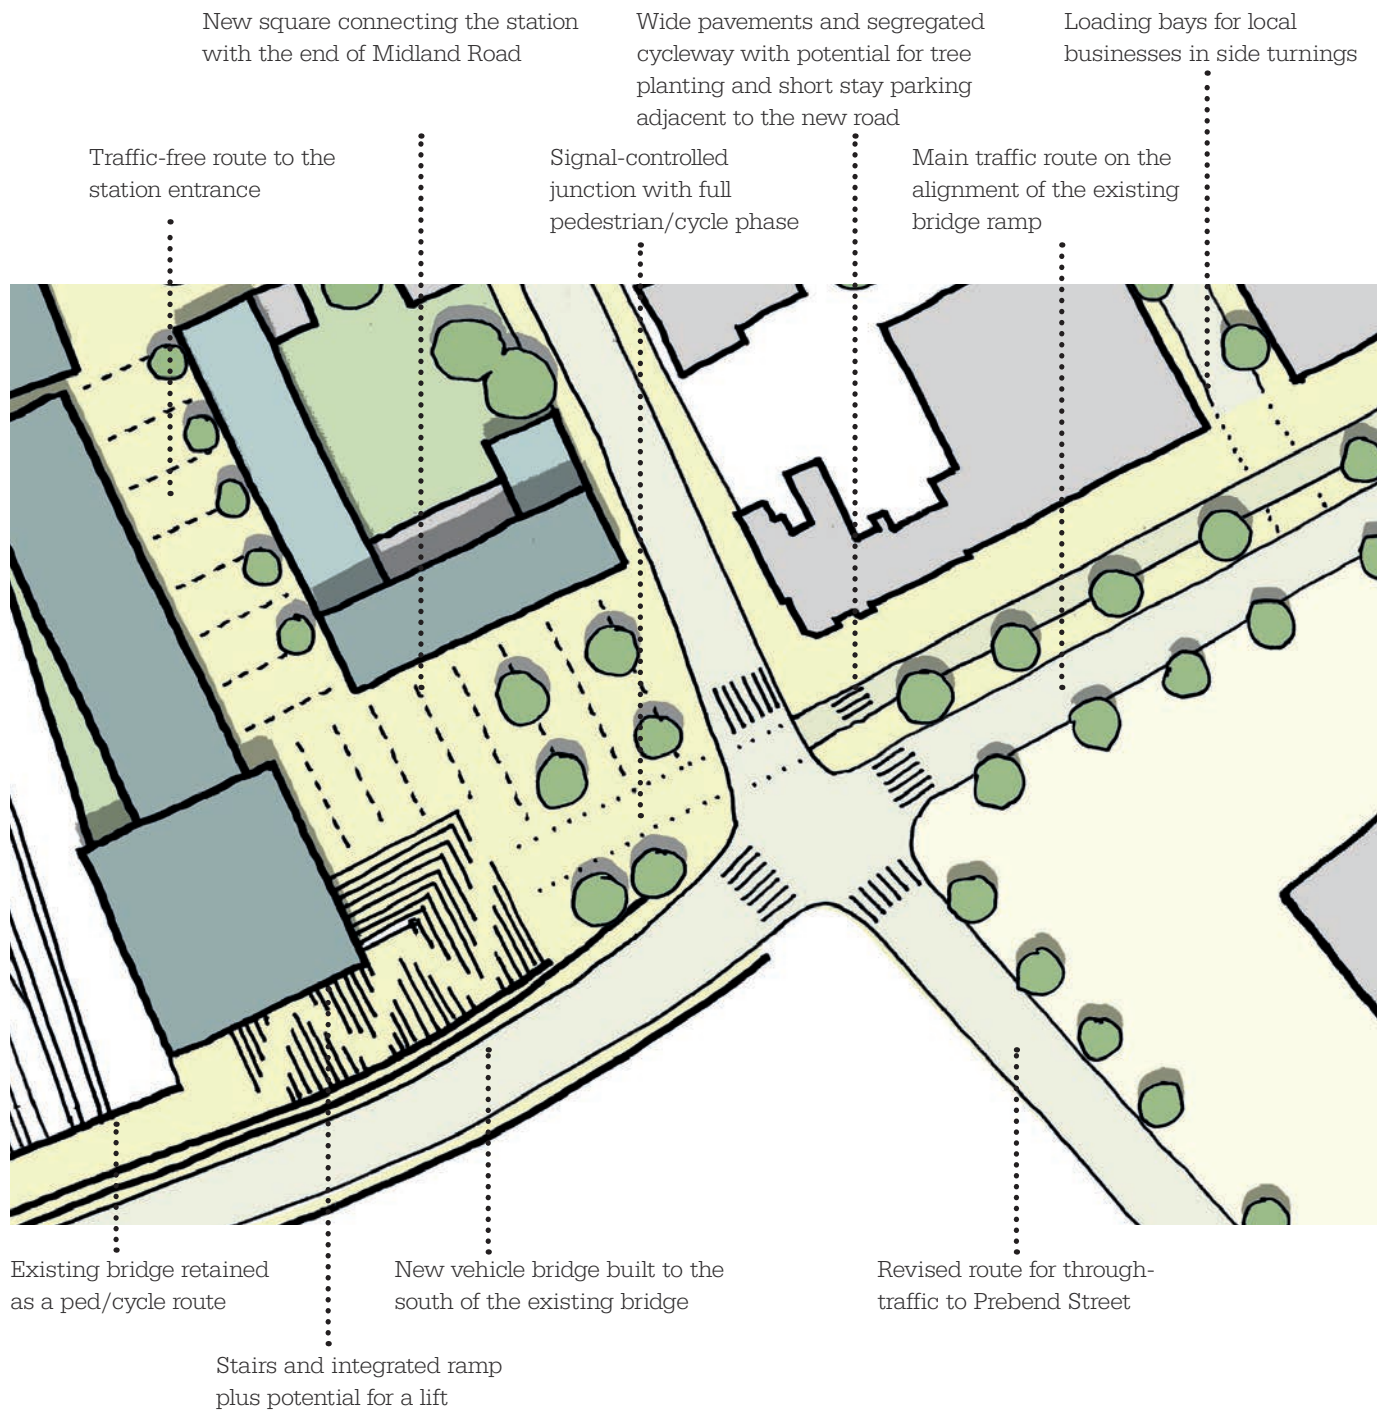 New square connecting the station
with the end of Midland Road
Wide pavements and segregated
cycleway with potential for tree
planting and short stay parking
adjacent to the new road
Loading bays for local
businesses in side turnings
Traffic-free route to the
station entrance
Signal-controlled
junction with full
pedestrian/cycle phase
Main traffic route on the
alignment of the existing
bridge ramp
Existing bridge retained
as a ped/cycle route
New vehicle bridge built to the
south of the existing bridge
Revised route for through-
traffic to Prebend Street
Stairs and integrated ramp
plus potential for a lift